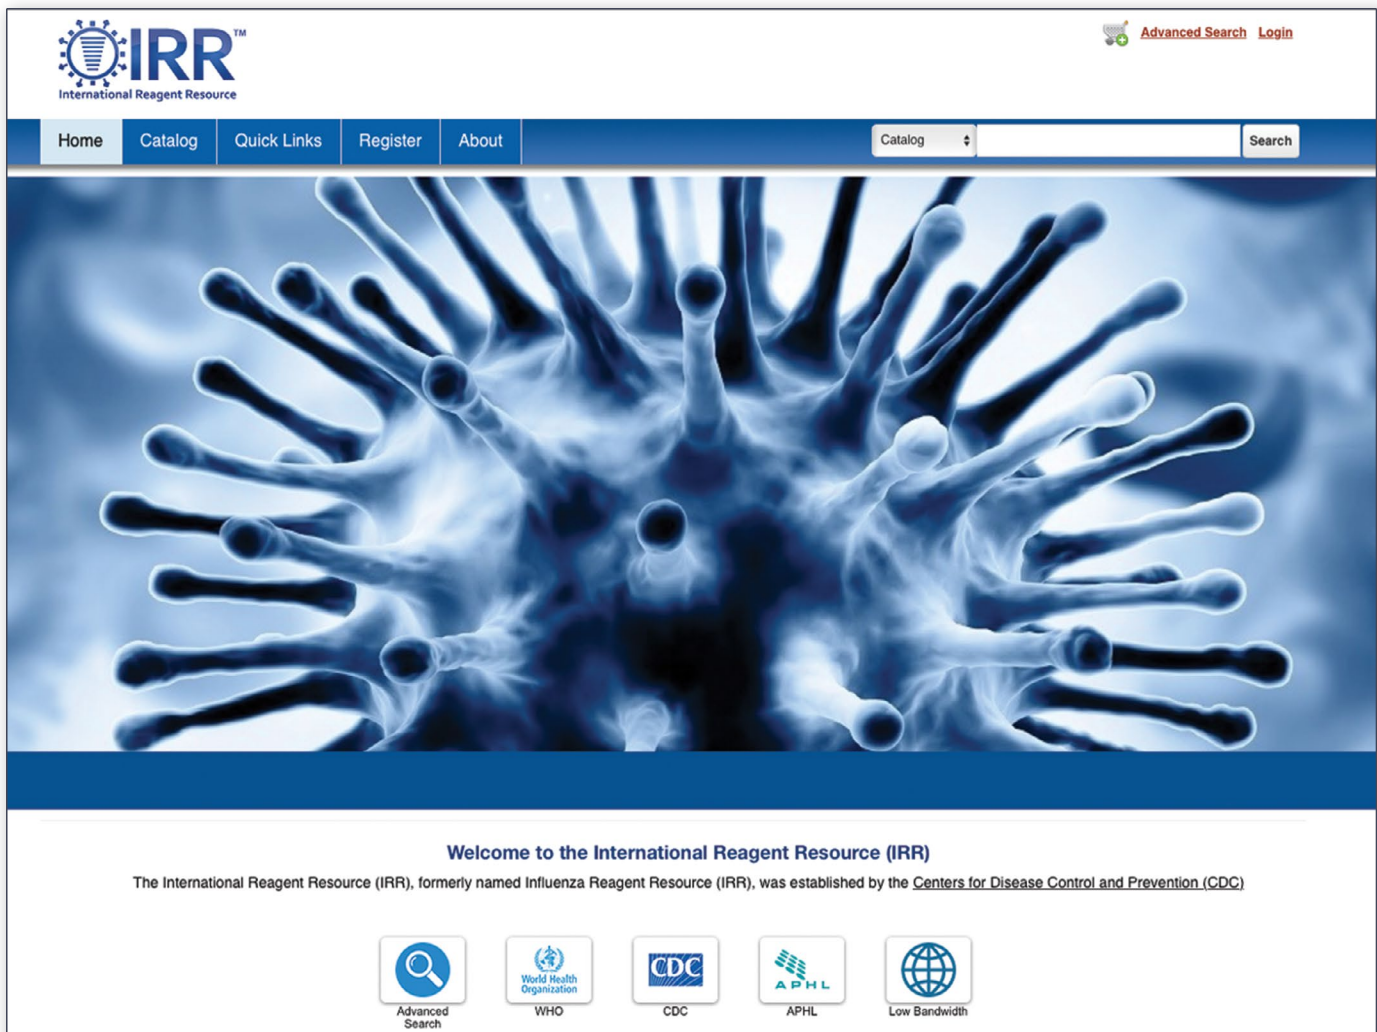 IRR™
International Reagent Resource
Advanced Search Login
Home Catalog Quick Links Register About Catalog Search
Welcome to the International Reagent Resource (IRR)
The International Reagent Resource (IRR), formerly named Influenza Reagent Resource (IRR), was established by the Centers for Disease Control and Prevention (CDC)
World Health
Organization
CDC
APHL
Advanced
Search
WHO
CDC
APHL
Low Bandwidth